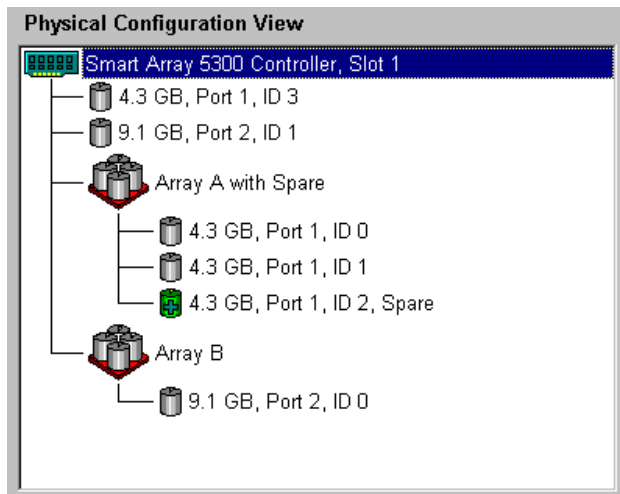 Physical Configuration View
Smart Array 5300 Controller, Slot 1
4.3 GB, Port 1, ID 3
9.1 GB, Port 2, ID 1
Array A with Spare
4.3 GB, Port 1, ID 0
4.3 GB, Port 1, ID 1
4.3 GB, Port 1, ID 2, Spare
Array B
9.1 GB, Port 2, ID 0